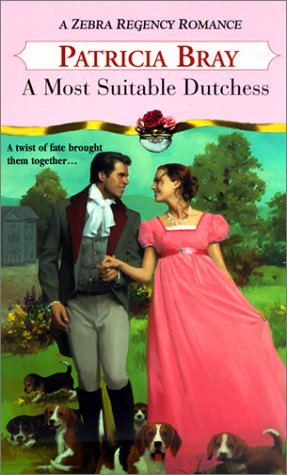 A ZEBRA REGENCY ROMANCE
PATRICIA BRAY
A Most Suitable Dutchess
A twist of fate brought
them together…